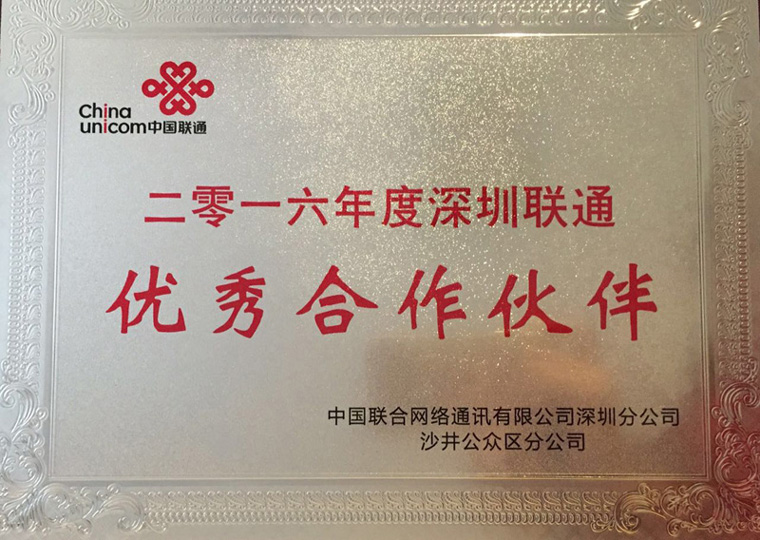 China
unicom中国联通
二零一六年度深圳联通
优秀合作伙伴
中国联合网络通讯有限公司深圳分公司
沙井公众区分公司